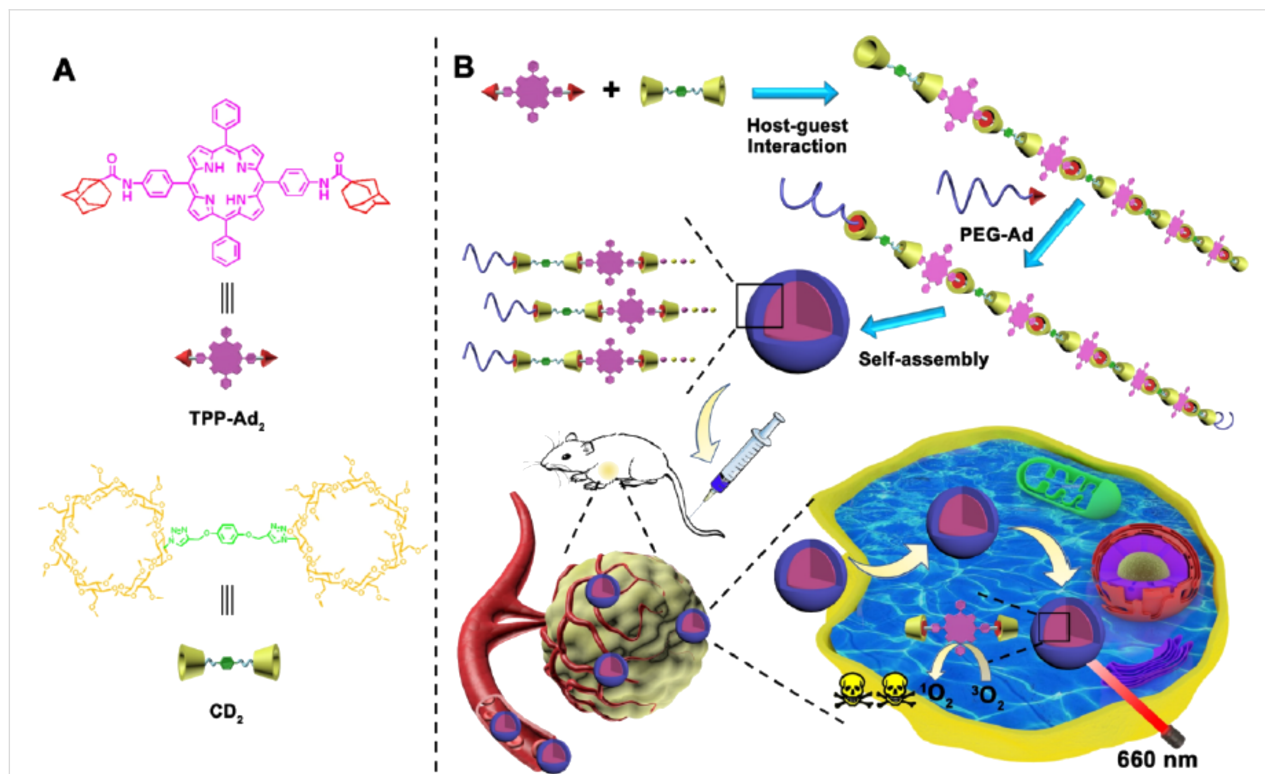 A
O
N
H
NH
N
N
HN
O
N
H
TPP-Ad2
CD2
B
+
Host-guest
Interaction
PEG-Ad
Self-assembly
¹O₂
³O₂
660 nm